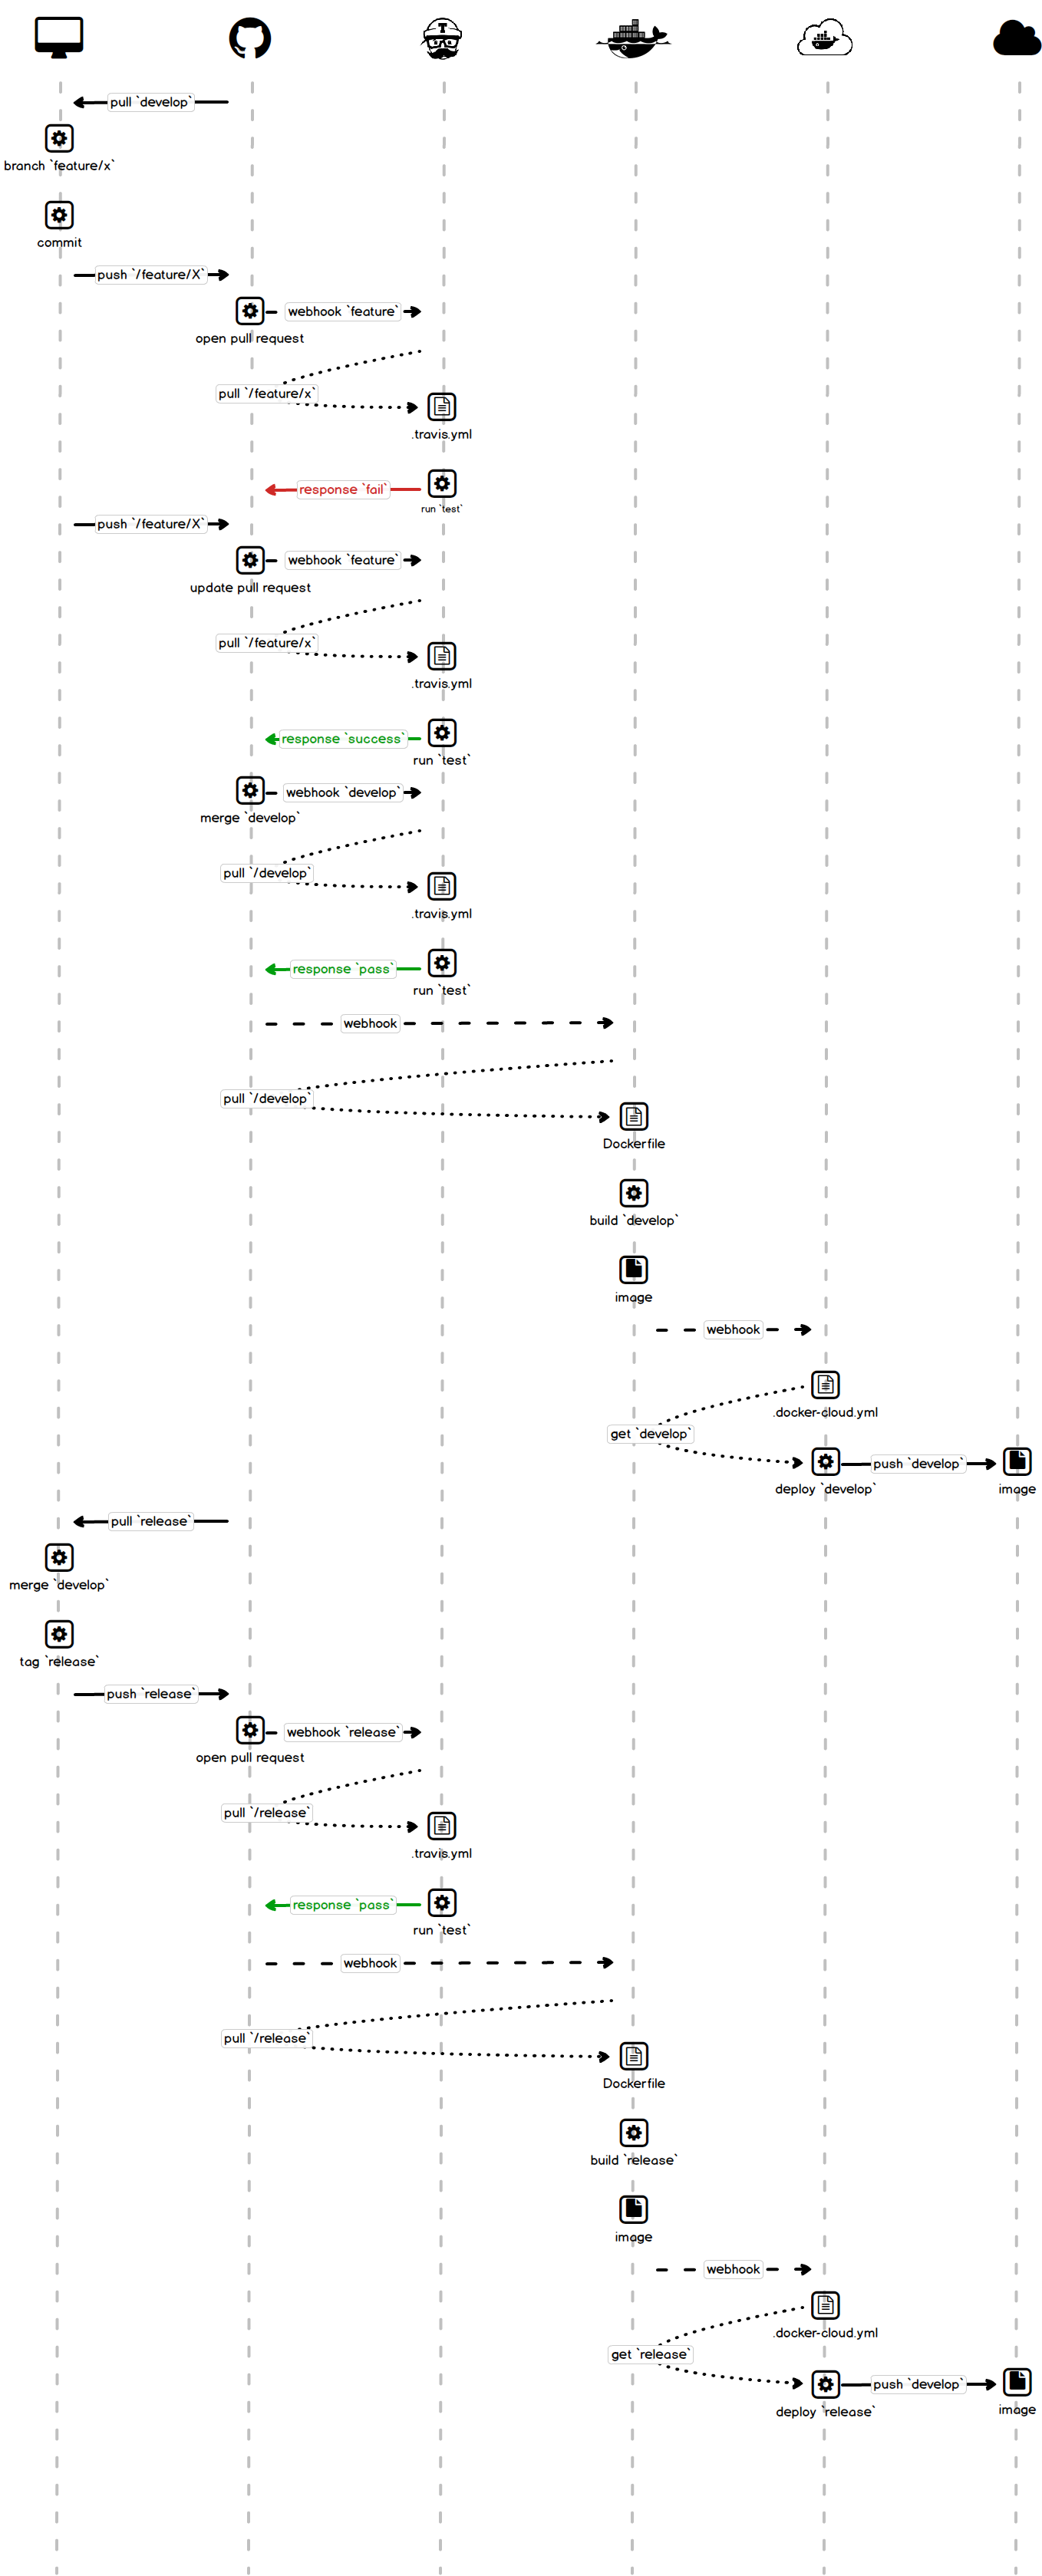 pull `develop`
branch `feature/x`
commit
push `/feature/X`
webhook `feature`
open pull request
pull `/feature/x`
.travis.yml
response `fail`
run `test`
push `/feature/X`
webhook `feature`
update pull request
pull `/feature/x`
.travis.yml
response `success`
run `test`
webhook `develop`
merge `develop`
pull `/develop`
.travis.yml
response `pass`
run `test`
webhook
pull `/develop`
Dockerfile
build `develop`
image
webhook
.docker-cloud.yml
get `develop`
push `develop`
deploy `develop`
image
pull `release`
merge `develop`
tag `release`
push `release`
webhook `release`
open pull request
pull `/release`
.travis.yml
response `pass`
run `test`
webhook
pull `/release`
Dockerfile
build `release`
image
webhook
.docker-cloud.yml
get `release`
push `develop`
deploy `release`
image